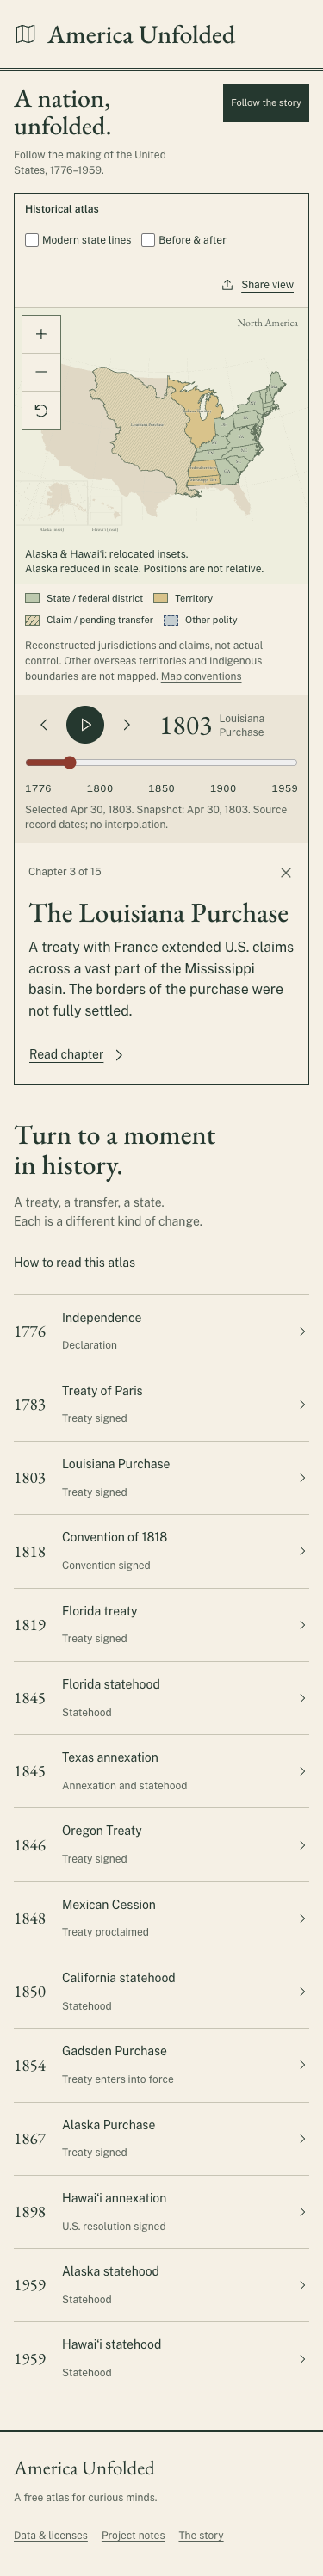 America Unfolded
A nation,
unfolded.
Follow the story
Follow the making of the United
States, 1776–1959.
Historical atlas
Modern state lines
Before & after
Share view
North America
Louisiana Purchase
Alaska (inset)
Hawaiʻi (inset)
Alaska & Hawaiʻi: relocated insets.
Alaska reduced in scale. Positions are not relative.
State / federal district
Territory
Claim / pending transfer
Other polity
Reconstructed jurisdictions and claims, not actual
control. Other overseas territories and Indigenous
boundaries are not mapped. Map conventions
1803
Louisiana
Purchase
1776 1800 1850 1900 1959
Selected Apr 30, 1803. Snapshot: Apr 30, 1803. Source
record dates; no interpolation.
Chapter 3 of 15
The Louisiana Purchase
A treaty with France extended U.S. claims
across a vast part of the Mississippi
basin. The borders of the purchase were
not fully settled.
Read chapter
Turn to a moment
in history.
A treaty, a transfer, a state.
Each is a different kind of change.
How to read this atlas
1776
Independence
Declaration
1783
Treaty of Paris
Treaty signed
1803
Louisiana Purchase
Treaty signed
1818
Convention of 1818
Convention signed
1819
Florida treaty
Treaty signed
1845
Florida statehood
Statehood
1845
Texas annexation
Annexation and statehood
1846
Oregon Treaty
Treaty signed
1848
Mexican Cession
Treaty proclaimed
1850
California statehood
Statehood
1854
Gadsden Purchase
Treaty enters into force
1867
Alaska Purchase
Treaty signed
1898
Hawaiʻi annexation
U.S. resolution signed
1959
Alaska statehood
Statehood
1959
Hawaiʻi statehood
Statehood
America Unfolded
A free atlas for curious minds.
Data & licenses
Project notes
The story